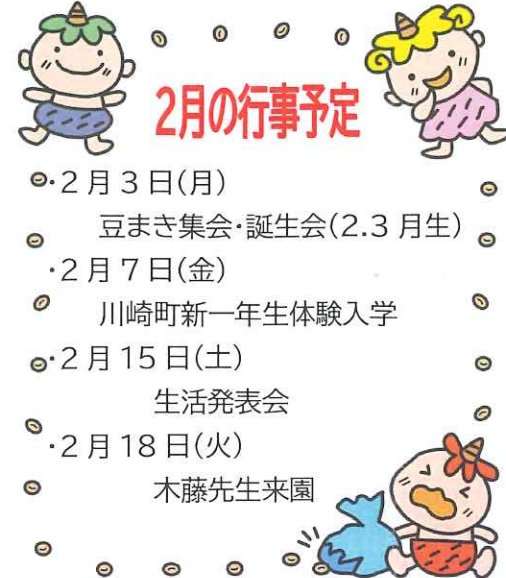 2月の行事予定
・2月3日(月)
豆まき集会・誕生会(2.3月生)
・2月7日(金)
川崎町新一年生体験入学
・2月15日(土)
生活発表会
・2月18日(火)
木藤先生来園